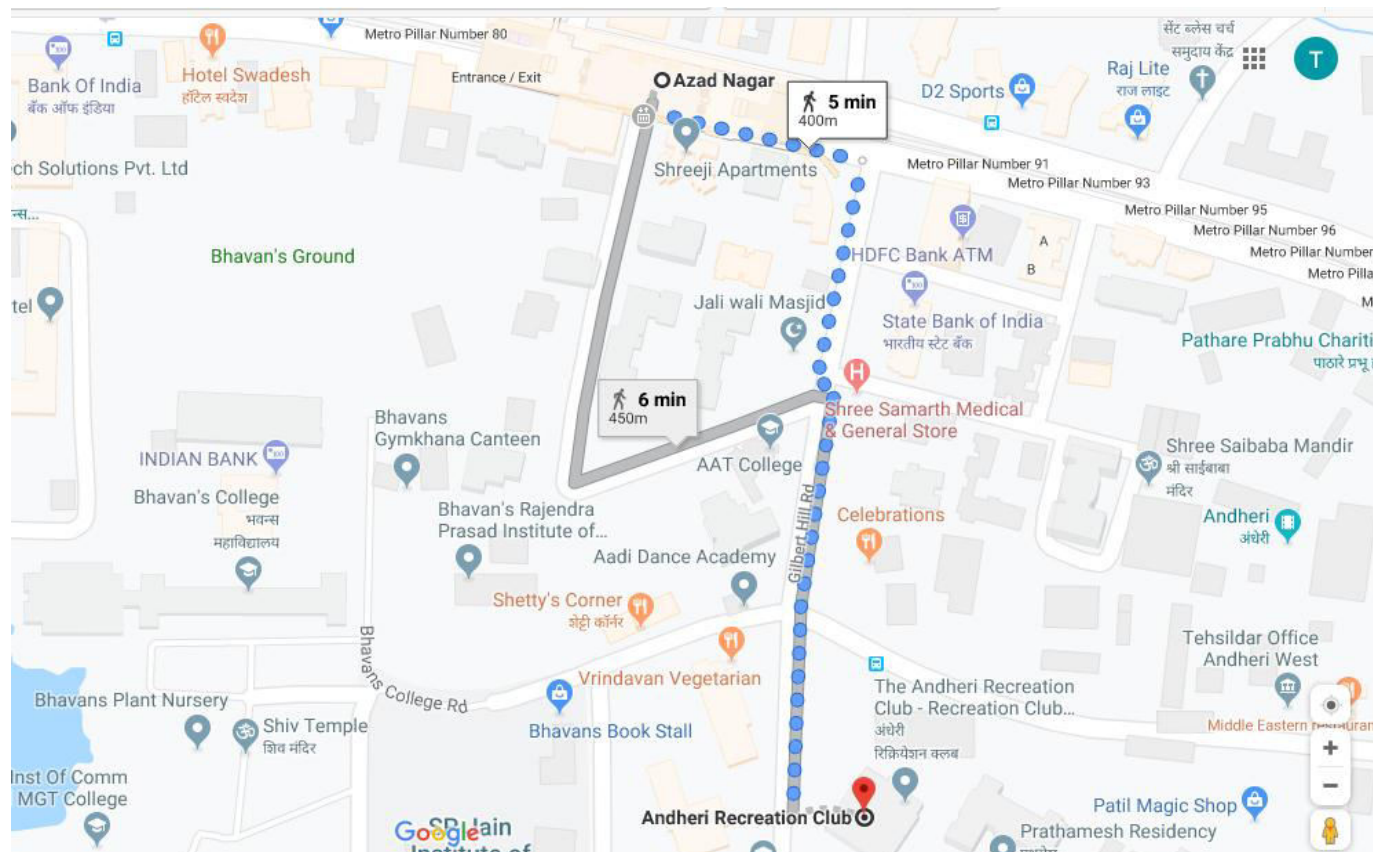 Metro Pillar Number 80
सेंट ब्लेस चर्च
समुदाय केंद्र
T
Bank Of India
बँक ऑफ इंडिया
Hotel Swadesh
हॉटेल स्वदेश
Entrance / Exit
Azad Nagar
5 min
400m
D2 Sports
Raj Lite
राज लाइट
ch Solutions Pvt. Ltd
Shreeji Apartments
Metro Pillar Number 91
Metro Pillar Number 93
Metro Pillar Number 95
Metro Pillar Number 96
Metro Pillar Number
Metro Pilla
M
न्स...
Bhavan's Ground
HDFC Bank ATM
A
B
tel
Jali wali Masjid
State Bank of India
भारतीय स्टेट बँक
Pathare Prabhu Chariti
पाठारे प्रभू
6 min
450m
H
Shree Samarth Medical
& General Store
Bhavans
Gymkhana Canteen
INDIAN BANK
AAT College
Shree Saibaba Mandir
श्री साईबाबा
मंदिर
Bhavan's College
भवन्स
महाविद्यालय
Bhavan's Rajendra
Prasad Institute of...
Gilbert Hill Rd
Celebrations
Andheri
अंधेरी
Aadi Dance Academy
Shetty's Corner
शेट्टी कॉर्नर
Bhavans College Rd
Vrindavan Vegetarian
Tehsildar Office
Andheri West
Bhavans Plant Nursery
Shiv Temple
शिव मंदिर
Bhavans Book Stall
The Andheri Recreation
Club - Recreation Club...
अंधेरी
रिक्रियेशन क्लब
Middle Eastern
Inst Of Comm
MGT College
Andheri Recreation Club
Patil Magic Shop
Prathamesh Residency
Google
SP Jain
Institute of